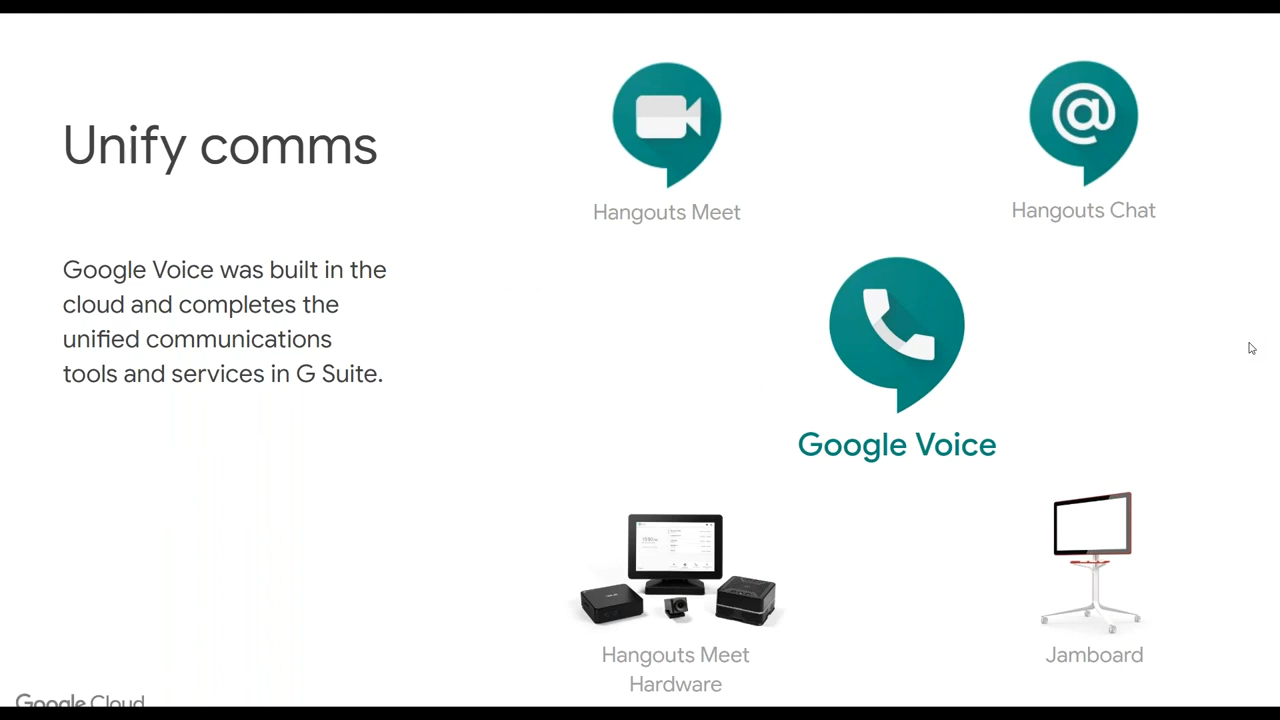 Unify comms
Google Voice was built in the
cloud and completes the
unified communications
tools and services in G Suite.
Hangouts Meet
@
Hangouts Chat
Google Voice
Hangouts Meet
Hardware
Jamboard
Google Cloud